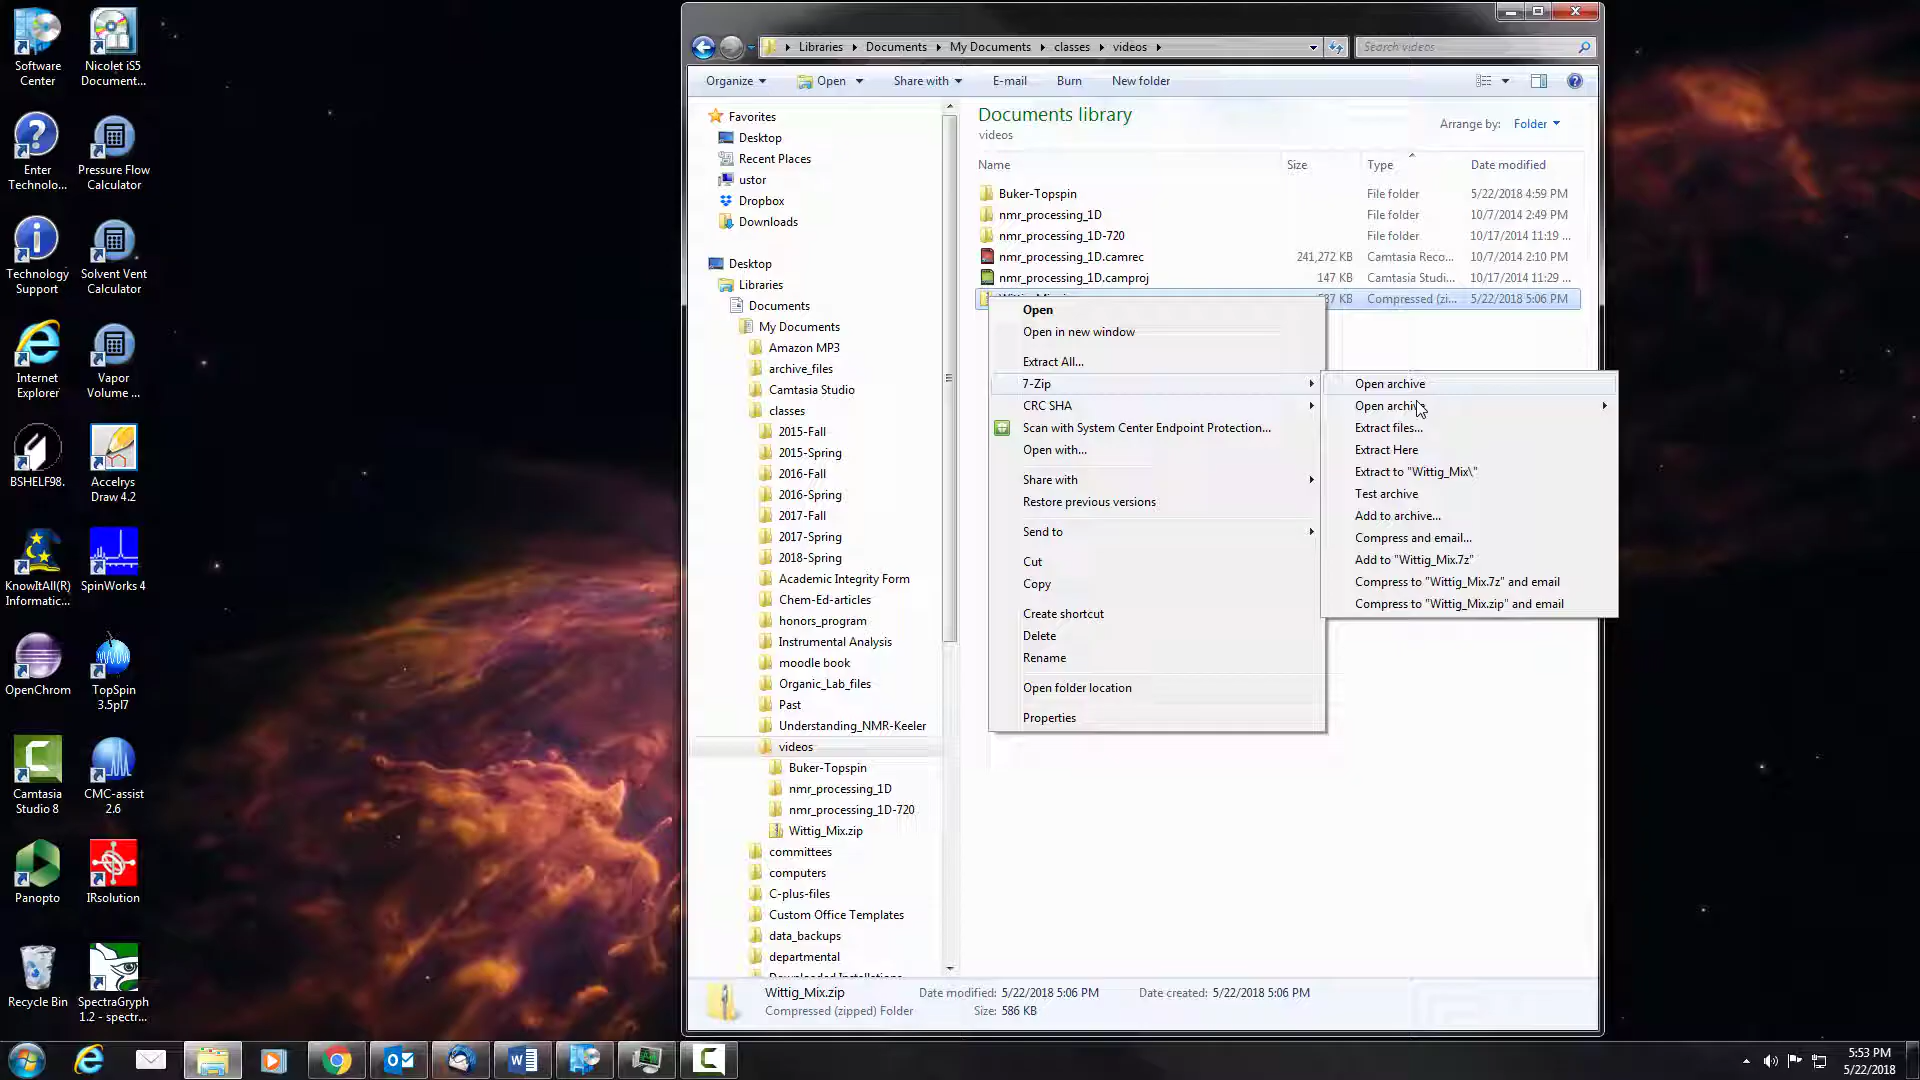 Software
Center
Nicolet iS5
Document...
Enter
Technolo...
Pressure Flow
Calculator
Technology
Support
Solvent Vent
Calculator
Internet
Explorer
Vapor
Volume ...
BSHELF98.
Accelrys
Draw 4.2
KnowItAll(R)
Informatic...
SpinWorks 4
OpenChrom
TopSpin
3.5pl7
Camtasia
Studio 8
CMC-assist
2.6
Panopto
IRsolution
Recycle Bin
SpectraGryph
1.2 - spectr...
Libraries Documents My Documents classes videos
Search videos
Organize Open Share with E-mail Burn New folder
Favorites
Desktop
Recent Places
ustor
Dropbox
Downloads
Desktop
Libraries
Documents
My Documents
Amazon MP3
archive_files
Camtasia Studio
classes
2015-Fall
2015-Spring
2016-Fall
2016-Spring
2017-Fall
2017-Spring
2018-Spring
Academic Integrity Form
Chem-Ed-articles
honors_program
Instrumental Analysis
moodle book
Organic_Lab_files
Past
Understanding_NMR-Keeler
videos
Buker-Topspin
nmr_processing_1D
nmr_processing_1D-720
Wittig_Mix.zip
committees
computers
C-plus-files
Custom Office Templates
data_backups
departmental
Documents library
videos
Arrange by: Folder
Name Size Type Date modified
Buker-Topspin File folder 5/22/2018 4:59 PM
nmr_processing_1D File folder 10/7/2014 2:49 PM
nmr_processing_1D-720 File folder 10/17/2014 11:19 ...
nmr_processing_1D.camrec 241,272 KB Camtasia Reco... 10/7/2014 2:10 PM
nmr_processing_1D.camproj 147 KB Camtasia Studi... 10/17/2014 11:29 ...
KB Compressed (zi... 5/22/2018 5:06 PM
Open
Open in new window
Extract All...
7-Zip
CRC SHA
Scan with System Center Endpoint Protection...
Open with...
Share with
Restore previous versions
Send to
Cut
Copy
Create shortcut
Delete
Rename
Open folder location
Properties
Open archive
Open archive
Extract files...
Extract Here
Extract to "Wittig_Mix\"
Test archive
Add to archive...
Compress and email...
Add to "Wittig_Mix.7z"
Compress to "Wittig_Mix.7z" and email
Compress to "Wittig_Mix.zip" and email
Wittig_Mix.zip Date modified: 5/22/2018 5:06 PM Date created: 5/22/2018 5:06 PM
Compressed (zipped) Folder Size: 586 KB
5:53 PM
5/22/2018